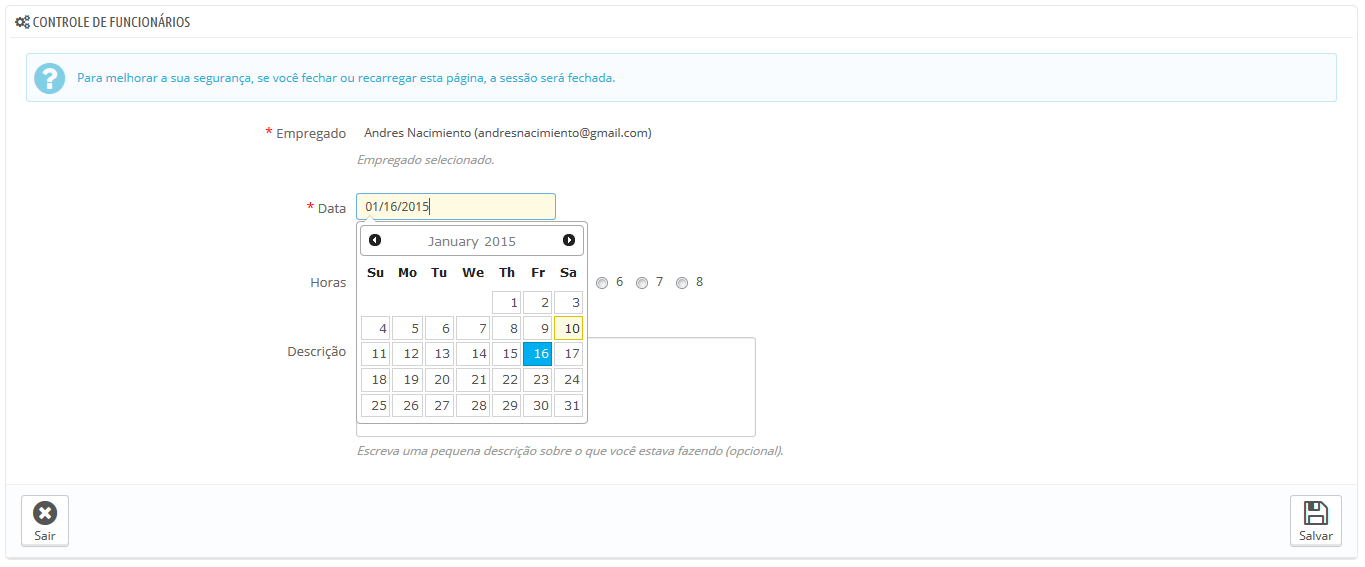 CONTROLE DE FUNCIONÁRIOS
Para melhorar a sua segurança, se você fechar ou recarregar esta página, a sessão será fechada.
* Empregado Andres Nacimiento (andresnacimiento@gmail.com)
Empregado selecionado.
* Data 01/16/2015
January 2015
Su Mo Tu We Th Fr Sa
Horas 6 7 8
1 2 3
4 5 6 7 8 9 10
Descrição
11 12 13 14 15 16 17
18 19 20 21 22 23 24
25 26 27 28 29 30 31
Escreva uma pequena descrição sobre o que você estava fazendo (opcional).
Sair Salvar